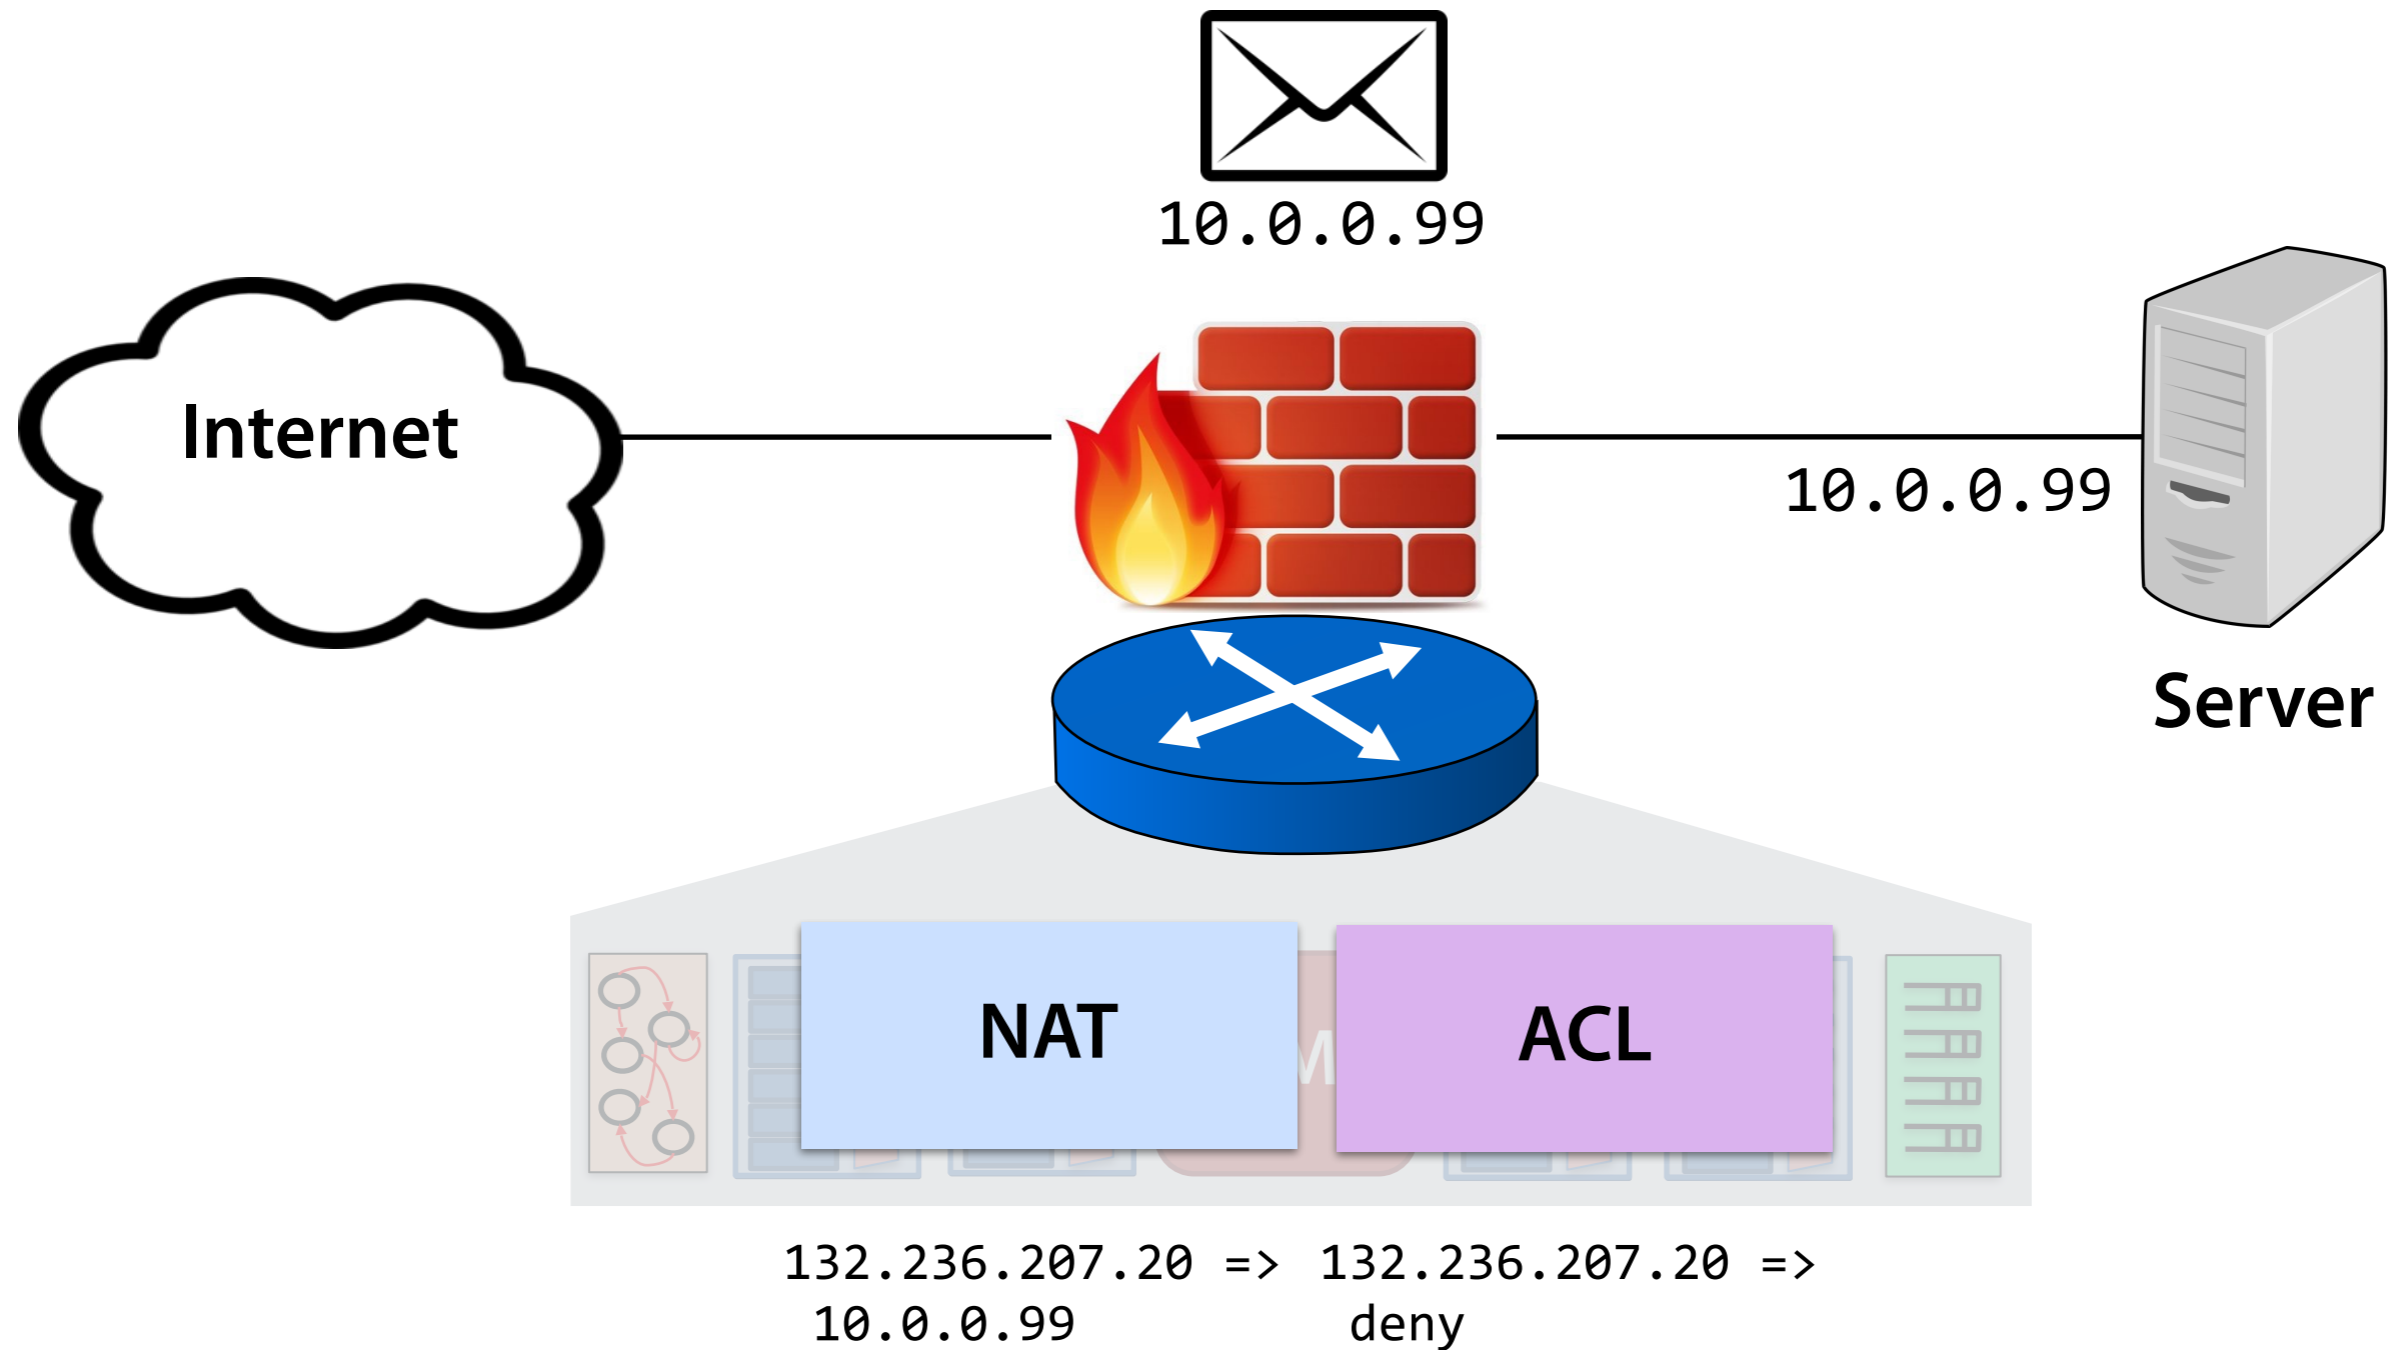 10.0.0.99
Internet
10.0.0.99
Server
NAT
M
ACL
132.236.207.20 =>
10.0.0.99
132.236.207.20 =>
deny